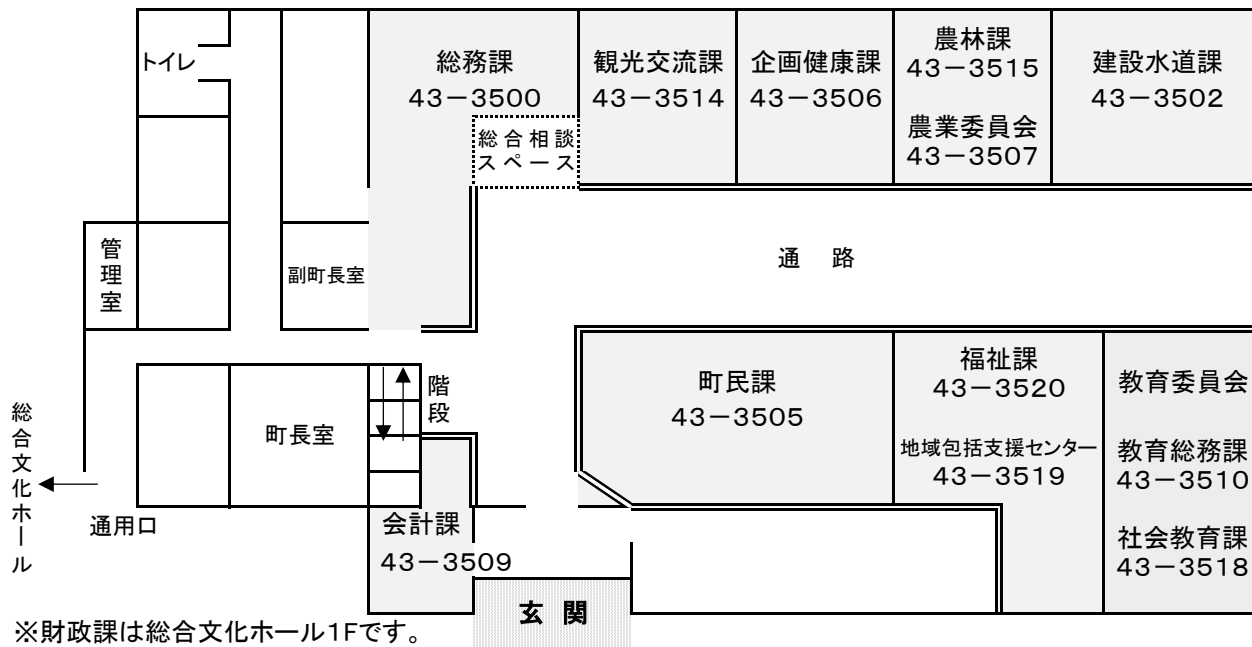 トイレ
総務課
43-3500
総合相談
スペース
観光交流課
43-3514
企画健康課
43-3506
農林課
43-3515
農業委員会
43-3507
建設水道課
43-3502
管理室
副町長室
通 路
町長室
階段
町民課
43-3505
福祉課
43-3520
地域包括支援センター
43-3519
教育委員会
教育総務課
43-3510
社会教育課
43-3518
総合文化ホール
通用口
会計課
43-3509
玄 関
※財政課は総合文化ホール1Fです。